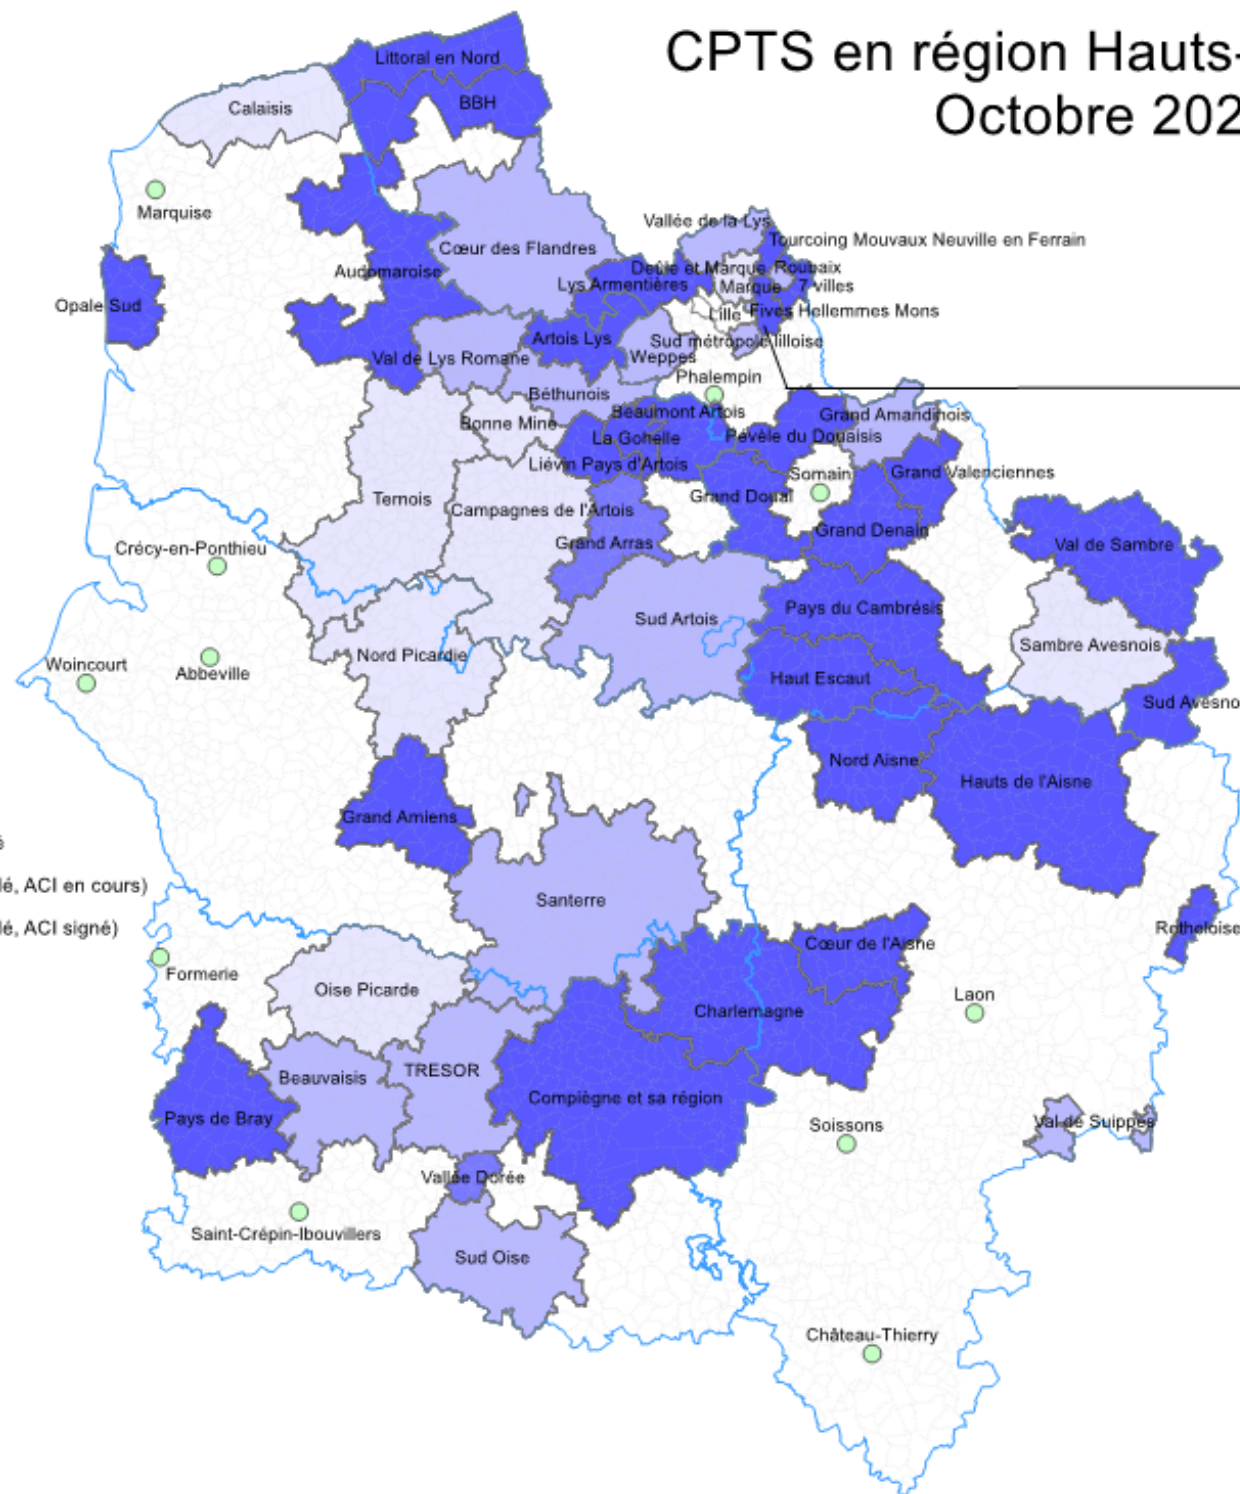 CPTS en région Hauts-
Octobre 202
Littoral en Nord
BBH
Calaisis
Marquise
Vallée de la Lys
Tourcoing Mouvaux Neuville en Ferrain
Cœur des Flandres
Audomaroise
Deûle et Marque
Roubaix
Lys Armentières
Marque
7 villes
Opale Sud
Lille
Fives Hellemmes Mons
Artois Lys
Sud métropole lilloise
Val de Lys Romane
Weppes
Phalempin
Béthunois
Beaumont Artois
Grand Amandinois
Bonne Mine
La Gohelle
Pévèle du Douaisis
Liévin Pays d'Artois
Somain
Grand Valenciennes
Ternois
Grand Douai
Campagnes de l'Artois
Grand Denain
Grand Arras
Val de Sambre
Crécy-en-Ponthieu
Pays du Cambrésis
Sud Artois
Sambre Avesnois
Nord Picardie
Woincourt
Abbeville
Haut Escaut
Sud Avesno
Nord Aisne
Hauts de l'Aisne
Grand Amiens
é
lé, ACI en cours)
Santerre
lé, ACI signé)
Retheloise
Cœur de l'Aisne
Formerie
Oise Picarde
Laon
Charlemagne
TRESOR
Beauvaisis
Compiègne et sa région
Pays de Bray
Val de Suippes
Soissons
Vallée Dorée
Saint-Crépin-Ibouvillers
Sud Oise
Château-Thierry